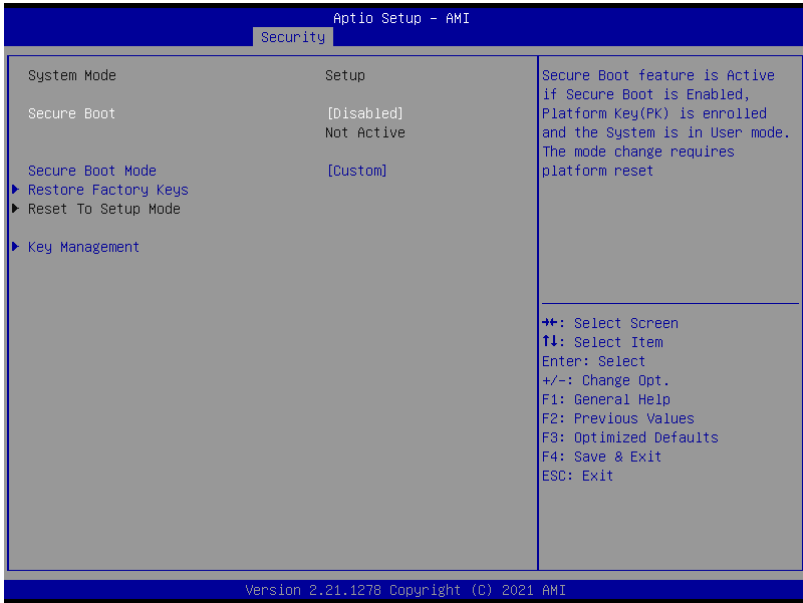 Aptio Setup – AMI
Security
System Mode Setup
Secure Boot [Disabled]
Not Active
Secure Boot Mode [Custom]
Restore Factory Keys
Reset To Setup Mode
Key Management
Secure Boot feature is Active
if Secure Boot is Enabled,
Platform Key(PK) is enrolled
and the System is in User mode.
The mode change requires
platform reset
→←: Select Screen
↑↓: Select Item
Enter: Select
+/-: Change Opt.
F1: General Help
F2: Previous Values
F3: Optimized Defaults
F4: Save & Exit
ESC: Exit
Version 2.21.1278 Copyright (C) 2021 AMI